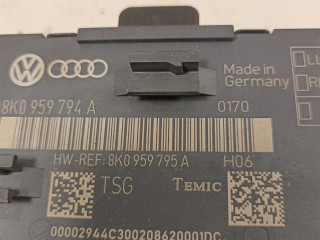 Made in
Germany
8K0 959 794 A
0170
HW-REF: 8K0 959 795 A H06
TSG TEMIC
00002944C300208620001DC